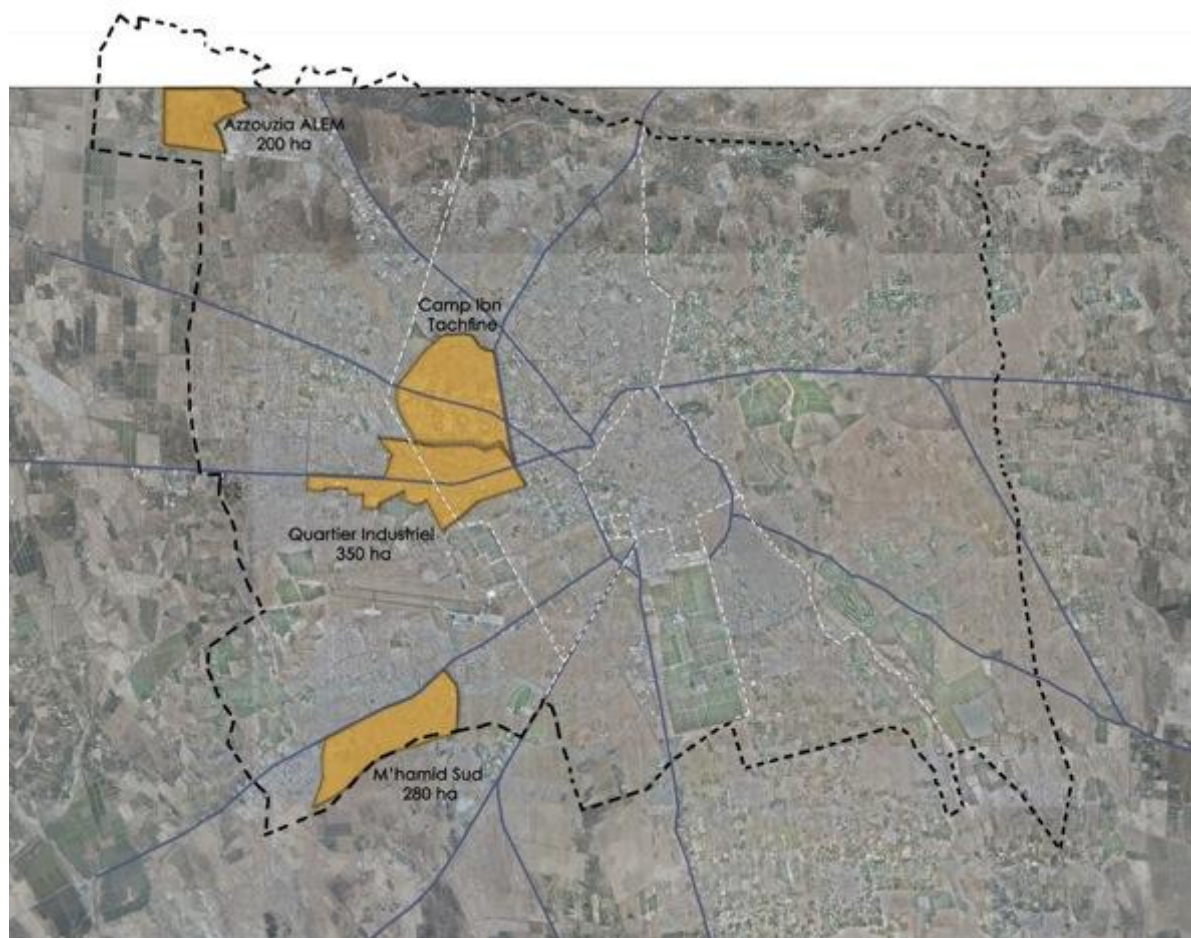 Azzouzia ALEM
200 ha
Camp Ibn
Tachfine
Quartier Industriel
350 ha
M'hamid Sud
280 ha